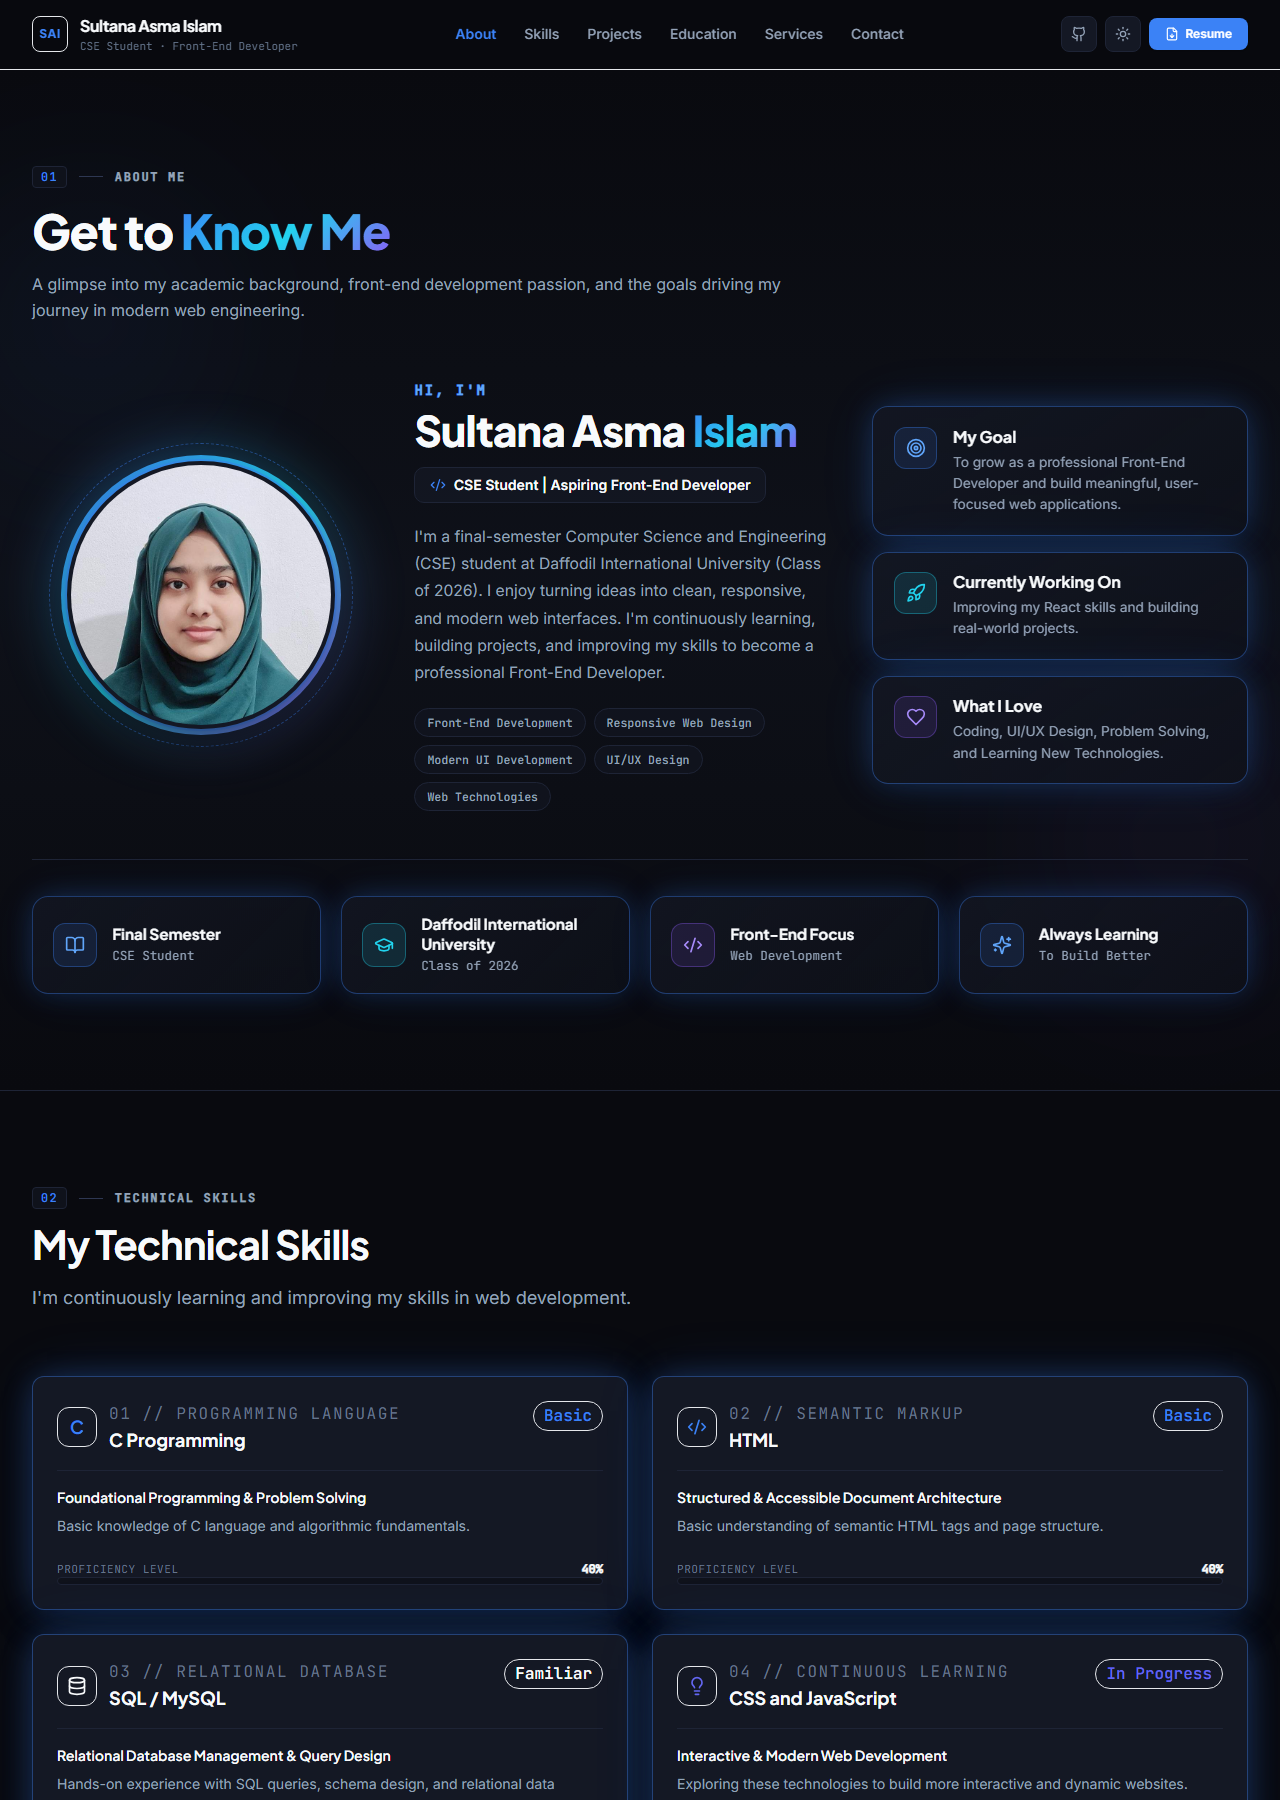 SAI
Sultana Asma Islam
CSE Student · Front-End Developer
About
Skills
Projects
Education
Services
Contact
Resume
01
ABOUT ME
Get to Know Me
A glimpse into my academic background, front-end development passion, and the goals driving my
journey in modern web engineering.
HI, I'M
Sultana Asma Islam
CSE Student | Aspiring Front-End Developer
I'm a final-semester Computer Science and Engineering
(CSE) student at Daffodil International University (Class
of 2026). I enjoy turning ideas into clean, responsive,
and modern web interfaces. I'm continuously learning,
building projects, and improving my skills to become a
professional Front-End Developer.
Front-End Development
Responsive Web Design
Modern UI Development
UI/UX Design
Web Technologies
My Goal
To grow as a professional Front-End
Developer and build meaningful, user-
focused web applications.
Currently Working On
Improving my React skills and building
real-world projects.
What I Love
Coding, UI/UX Design, Problem Solving,
and Learning New Technologies.
Final Semester
CSE Student
Daffodil International
University
Class of 2026
Front-End Focus
Web Development
Always Learning
To Build Better
02
TECHNICAL SKILLS
My Technical Skills
I'm continuously learning and improving my skills in web development.
C
01 // PROGRAMMING LANGUAGE
C Programming
Basic
Foundational Programming & Problem Solving
Basic knowledge of C language and algorithmic fundamentals.
PROFICIENCY LEVEL
40%
02 // SEMANTIC MARKUP
HTML
Basic
Structured & Accessible Document Architecture
Basic understanding of semantic HTML tags and page structure.
PROFICIENCY LEVEL
40%
03 // RELATIONAL DATABASE
SQL / MySQL
Familiar
Relational Database Management & Query Design
Hands-on experience with SQL queries, schema design, and relational data
04 // CONTINUOUS LEARNING
CSS and JavaScript
In Progress
Interactive & Modern Web Development
Exploring these technologies to build more interactive and dynamic websites.